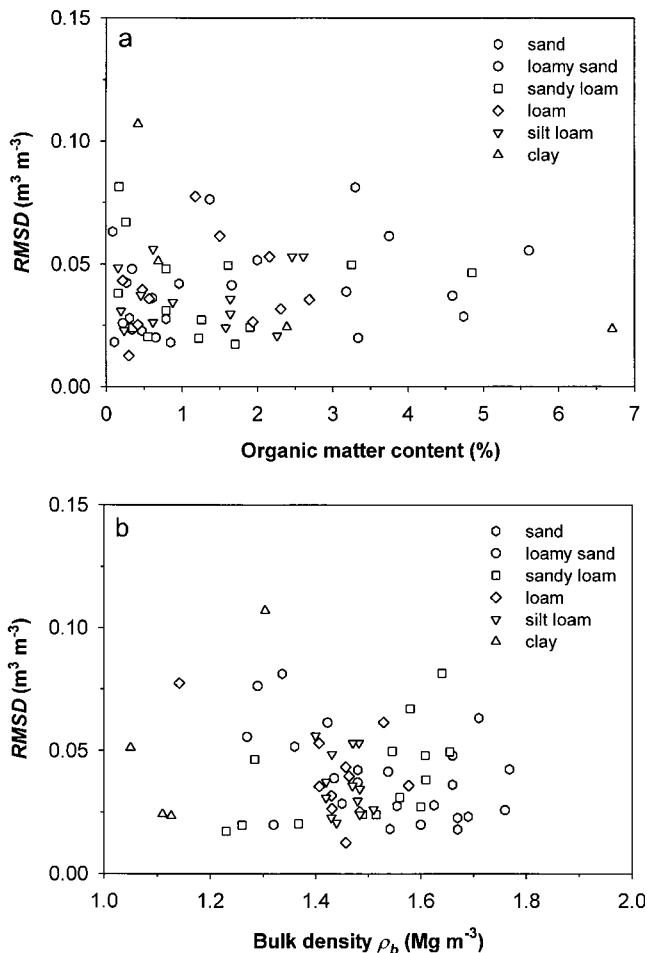 a
0.15
0.10
0.05
0.00
RMSD (m³ m⁻³)
sand
loamy sand
sandy loam
loam
silt loam
clay
0 1 2 3 4 5 6 7
Organic matter content (%)
b
0.15
0.10
0.05
0.00
RMSD (m³ m⁻³)
sand
loamy sand
sandy loam
loam
silt loam
clay
1.0 1.2 1.4 1.6 1.8 2.0
Bulk density ρb (Mg m⁻³)